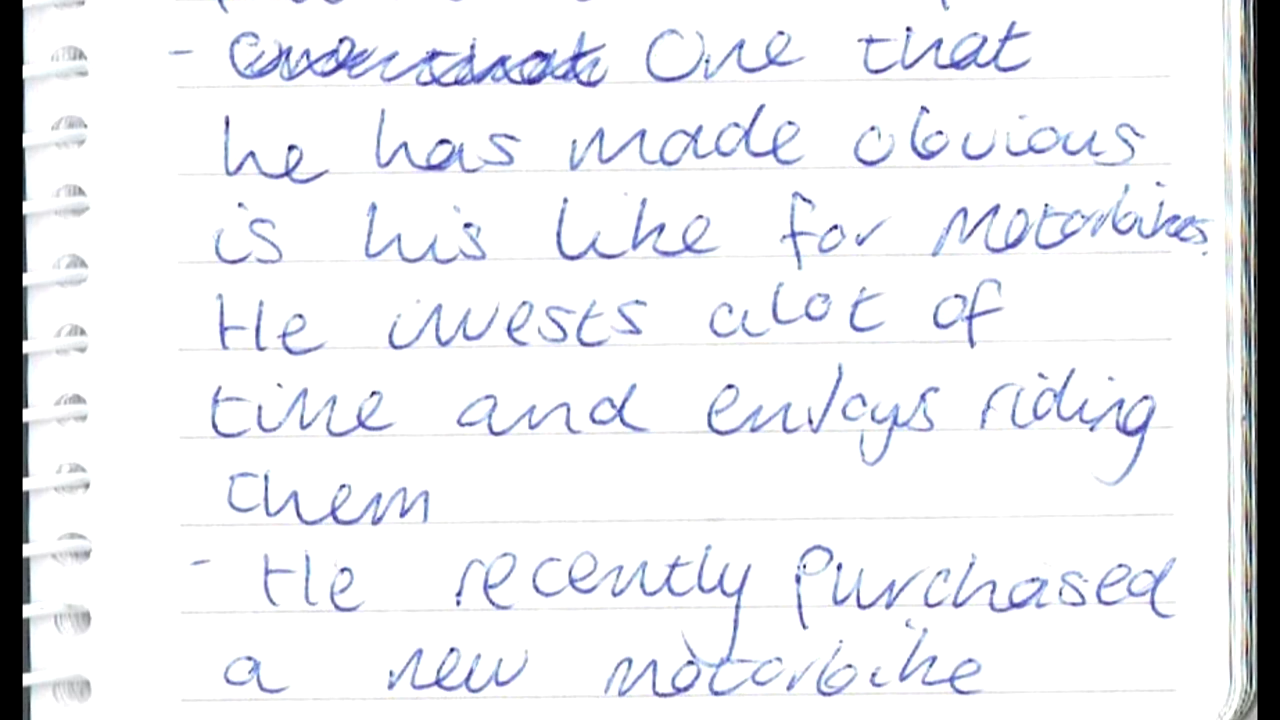 - One that
he has made obvious
is his like for Motorbikes.
He invests alot of
time and enjoys riding
them
- He recently purchased
a new motorbike